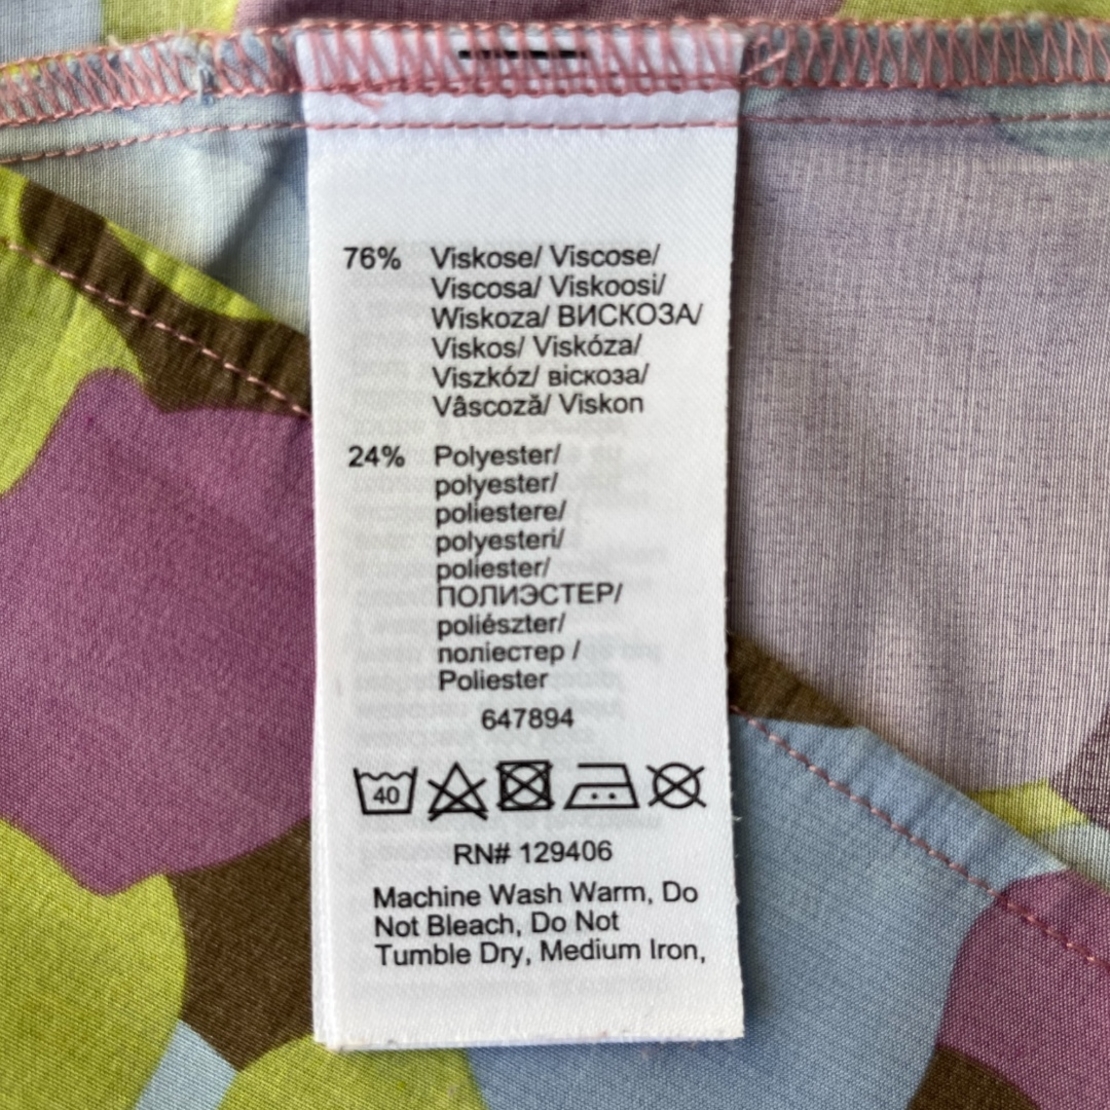 76% Viskose/ Viscose/
Viscosa/ Viskoosi/
Wiskoza/ ВИСКОЗА/
Viskos/ Viskóza/
Viszkóz/ віскоза/
Vâscoză/ Viskon
24% Polyester/
polyester/
poliestere/
polyesteri/
poliester/
ПОЛИЭСТЕР/
poliészter/
поліестер /
Poliester
647894
40
RN# 129406
Machine Wash Warm, Do
Not Bleach, Do Not
Tumble Dry, Medium Iron,